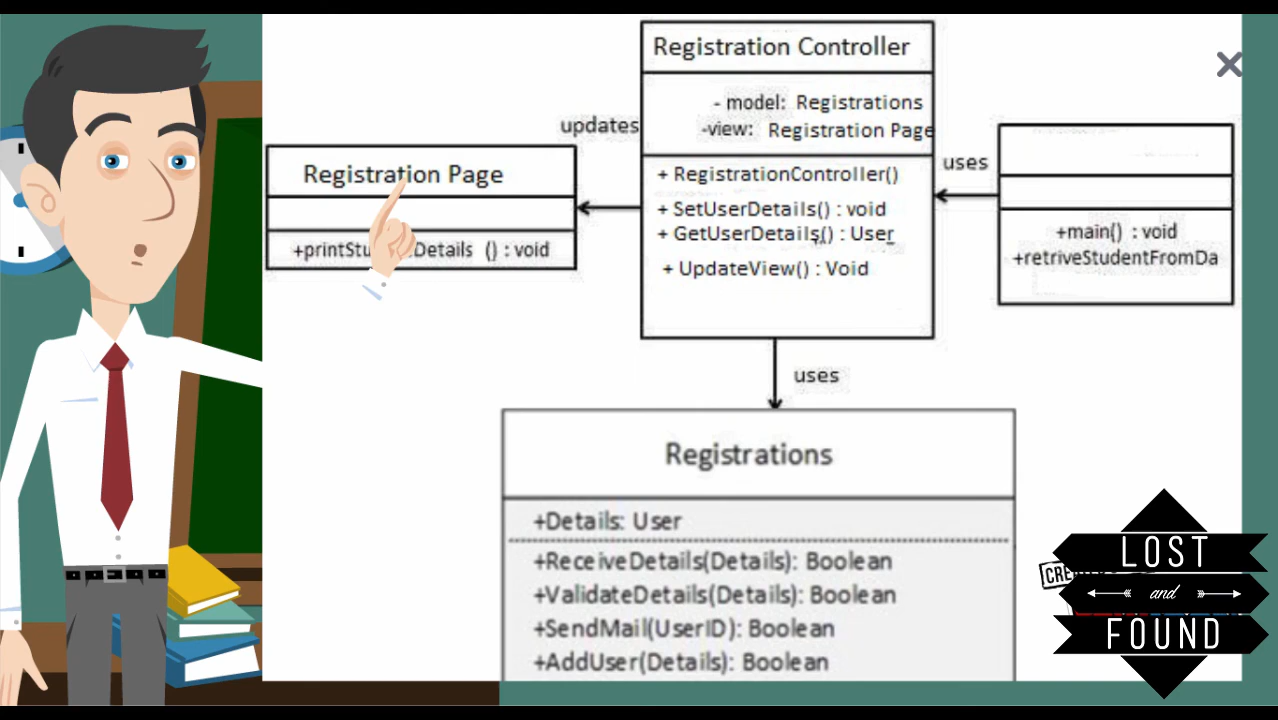 Registration Controller
- model: Registrations
-view: Registration Page
+ RegistrationController()
+ SetUserDetails() : void
+ GetUserDetails() : User
+ UpdateView() : Void
updates
Registration Page
Details () : void
uses
+main() : void
+retriveStudentFromDa
uses
Registrations
+Details: User
+ReceiveDetails(Details): Boolean
+ValidateDetails(Details): Boolean
+SendMail(UserID): Boolean
+AddUser(Details): Boolean
LOST
and
FOUND